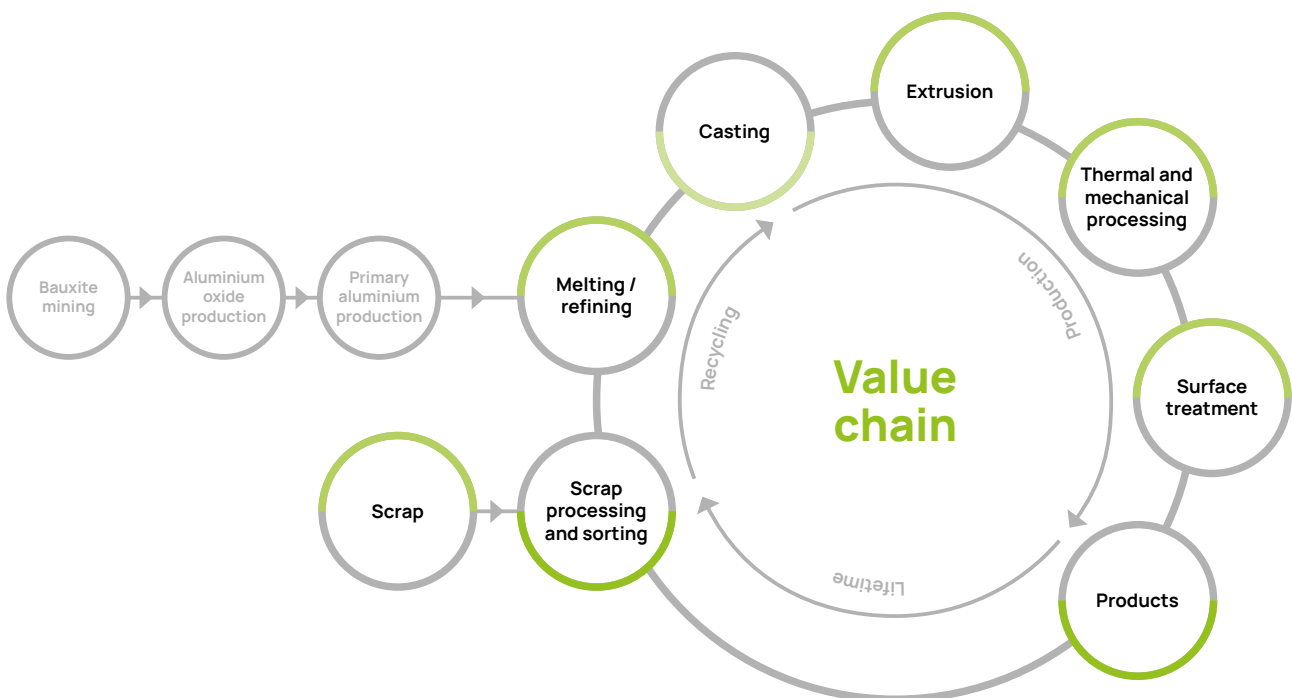 Bauxite
mining
Aluminium
oxide
production
Primary
aluminium
production
Melting /
refining
Casting
Extrusion
Thermal and
mechanical
processing
Surface
treatment
Products
Scrap
Scrap
processing
and sorting
Recycling
Production
Lifetime
Value
chain